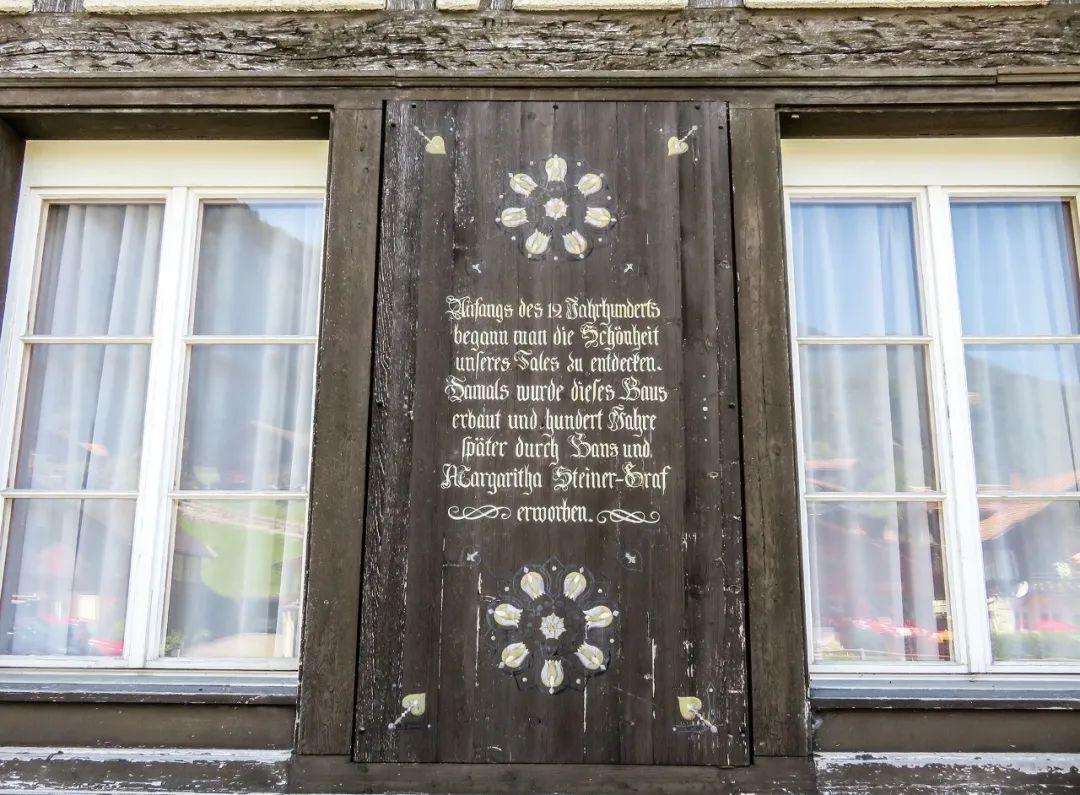 Anfangs des 19 Jahrhunderts
begann man die Schönheit
unseres Tales zu entdecken.
Damals wurde dieses Haus
erbaut und hundert Jahre
später durch Hans und
Margaritha Steiner-Graf
erworben.